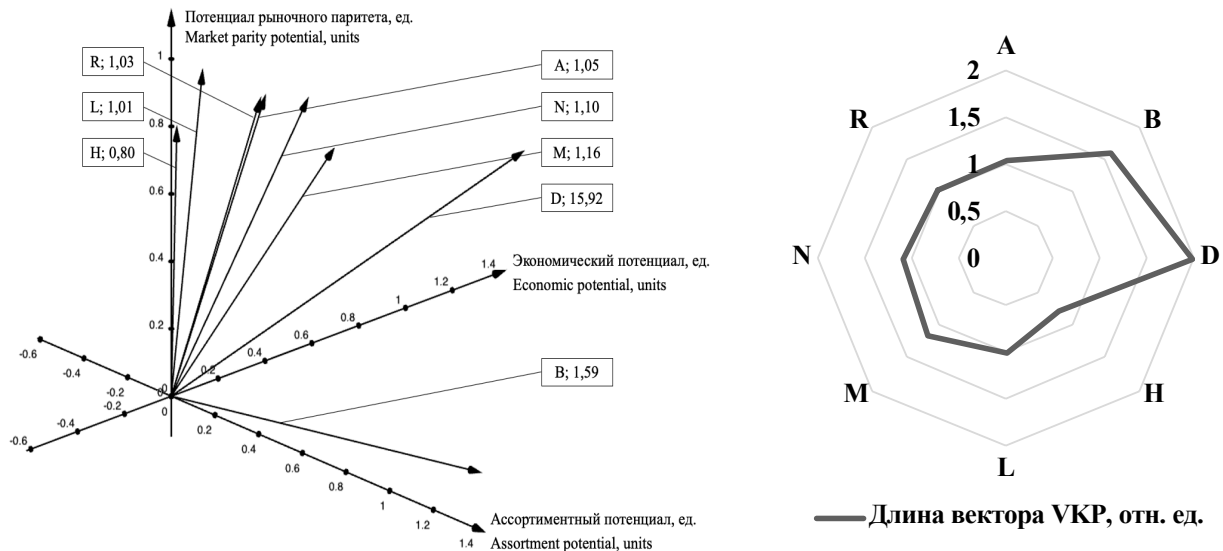 Потенциал рыночного паритета, ед.
Market parity potential, units
1
0.8
0.6
0.4
0.2
0
0
R; 1,03
L; 1,01
H; 0,80
A; 1,05
N; 1,10
M; 1,16
D; 15,92
B; 1,59
Экономический потенциал, ед.
Economic potential, units
-0.6
-0.4
-0.2
0.2
0.4
0.6
0.8
1
1.2
1.4
Ассортиментный потенциал, ед.
Assortment potential, units
-0.6
-0.4
-0.2
0.2
0.4
0.6
0.8
1
1.2
1.4
A
B
D
H
L
M
N
R
2
1,5
1
0,5
0
Длина вектора VKP, отн. ед.